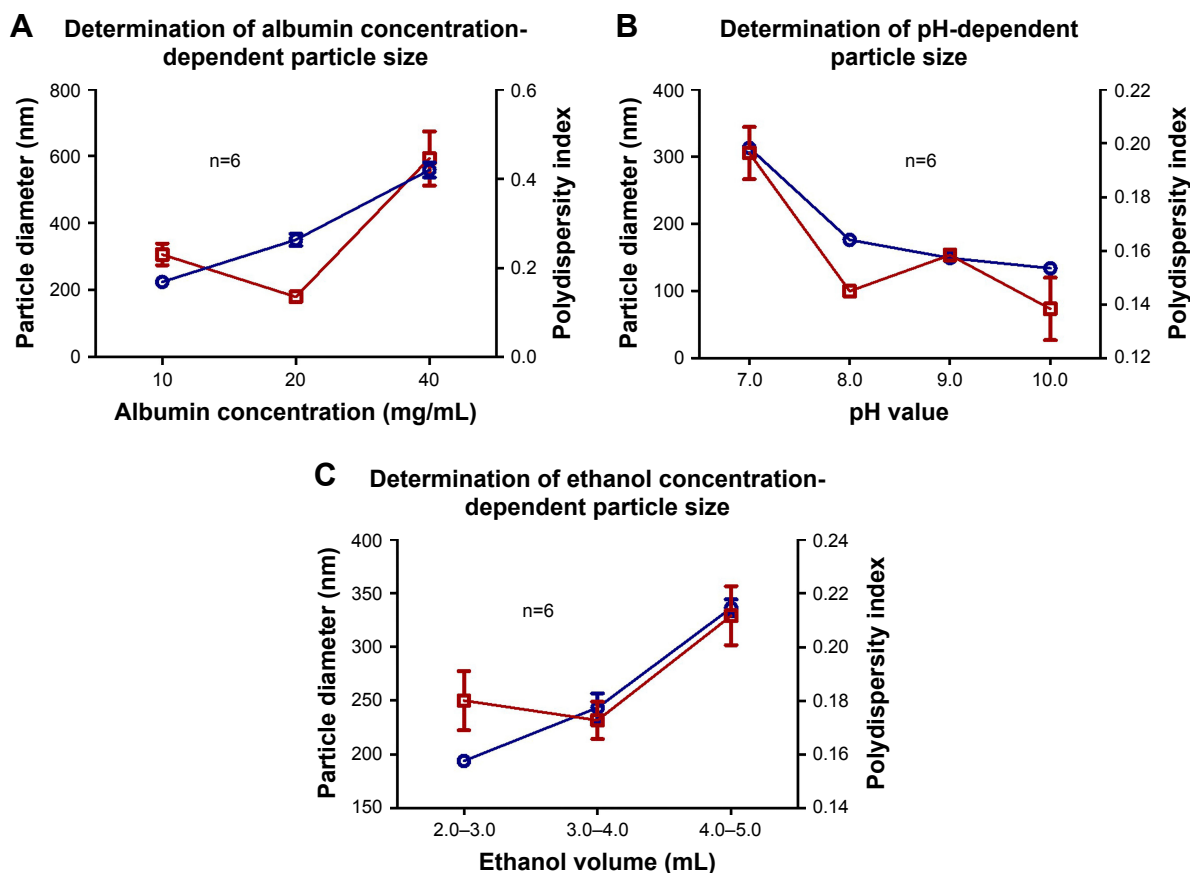 A
Determination of albumin concentration-
dependent particle size
800
600
400
200
0
Particle diameter (nm)
n=6
0.6
0.4
0.2
0.0
Polydispersity index
10 20 40
Albumin concentration (mg/mL)
B
Determination of pH-dependent
particle size
400
300
200
100
0
Particle diameter (nm)
n=6
0.22
0.20
0.18
0.16
0.14
0.12
Polydispersity index
7.0 8.0 9.0 10.0
pH value
C
Determination of ethanol concentration-
dependent particle size
400
350
300
250
200
150
Particle diameter (nm)
n=6
0.24
0.22
0.20
0.18
0.16
0.14
Polydispersity index
2.0–3.0 3.0–4.0 4.0–5.0
Ethanol volume (mL)